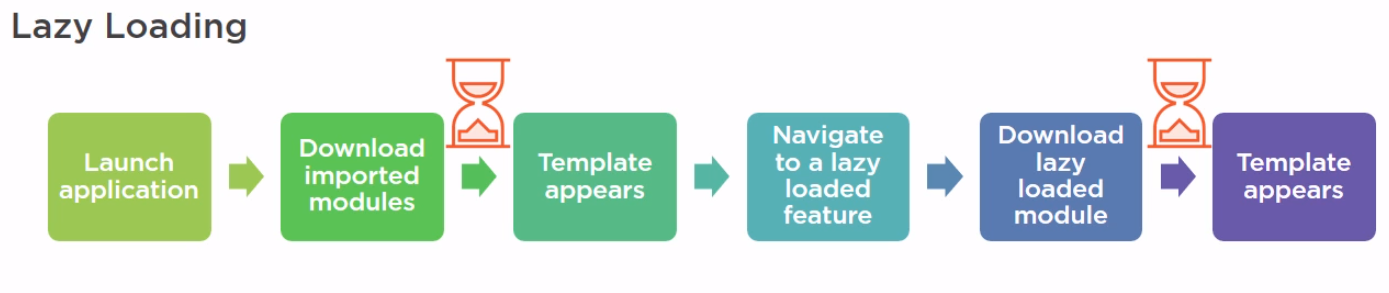 Lazy Loading
Launch
application
Download
imported
modules
Template
appears
Navigate
to a lazy
loaded
feature
Download
lazy
loaded
module
Template
appears